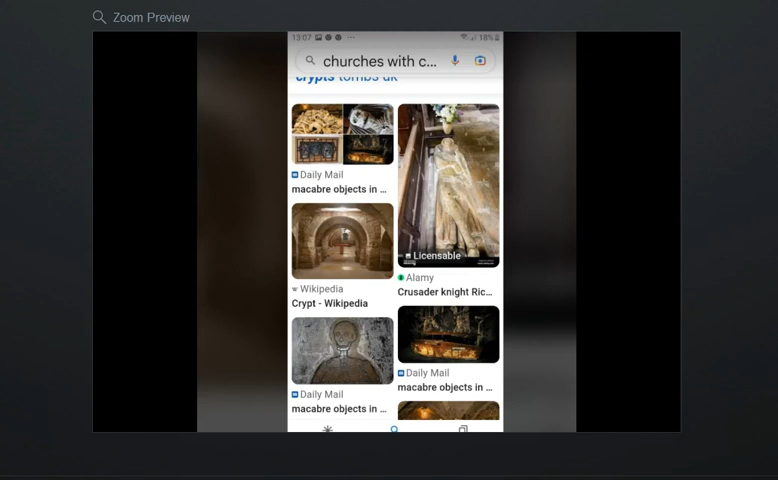 Zoom Preview
13:07
18%
churches with c...
crypts tombs uk
Daily Mail
macabre objects in ...
Licensable
Alamy
Crusader knight Ric...
W Wikipedia
Crypt - Wikipedia
Daily Mail
macabre objects in ...
Daily Mail
macabre objects in ...